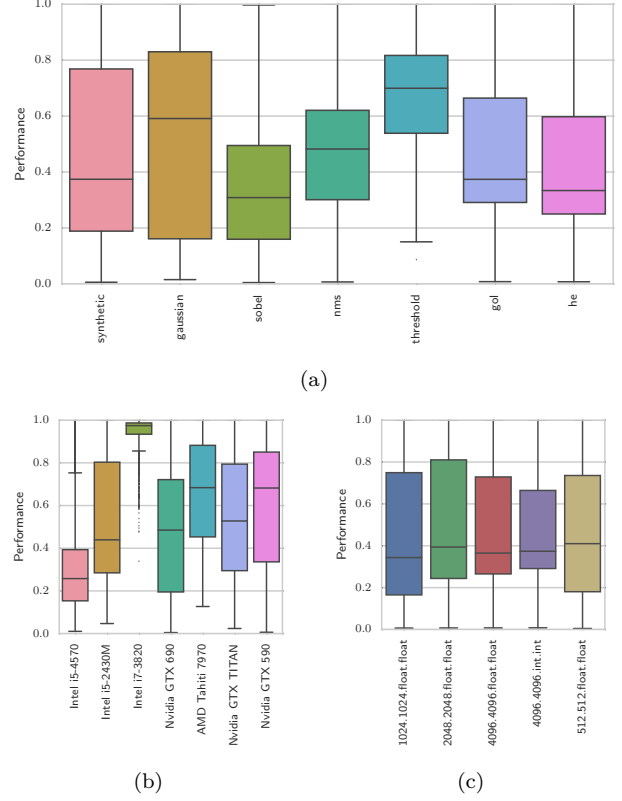 1.0
0.8
0.6
0.4
0.2
0.0
Performance
synthetic
gaussian
sobel
nms
threshold
gol
he
(a)
1.0
0.8
0.6
0.4
0.2
0.0
Performance
Intel i5-4570
Intel i5-2430M
Intel i7-3820
Nvidia GTX 690
AMD Tahiti 7970
Nvidia GTX TITAN
Nvidia GTX 590
(b)
1.0
0.8
0.6
0.4
0.2
0.0
Performance
1024.1024.float.float
2048.2048.float.float
4096.4096.float.float
4096.4096.int.int
512.512.float.float
(c)